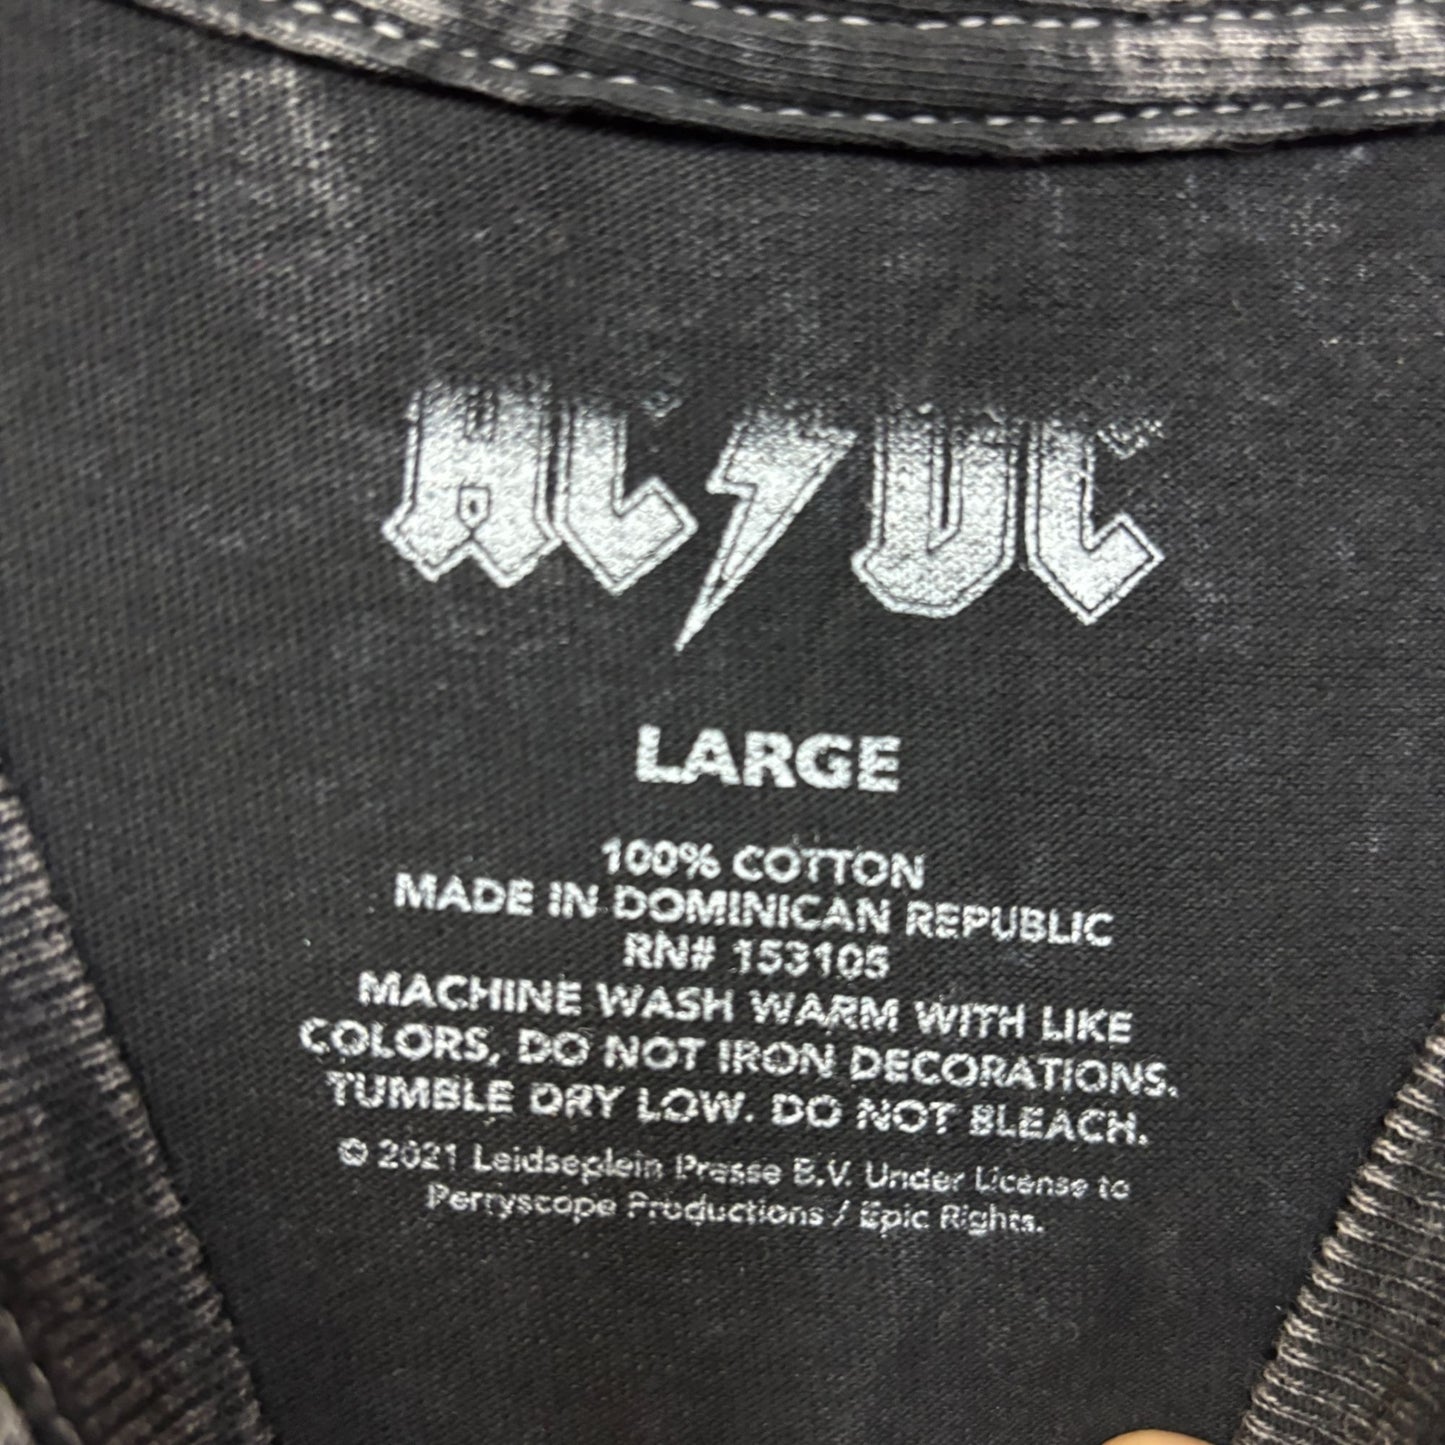 AC/DC
LARGE
100% COTTON
MADE IN DOMINICAN REPUBLIC
RN# 153105
MACHINE WASH WARM WITH LIKE
COLORS, DO NOT IRON DECORATIONS.
TUMBLE DRY LOW. DO NOT BLEACH.
© 2021 Leidseplein Presse B.V. Under License to
Perryscope Productions / Epic Rights.